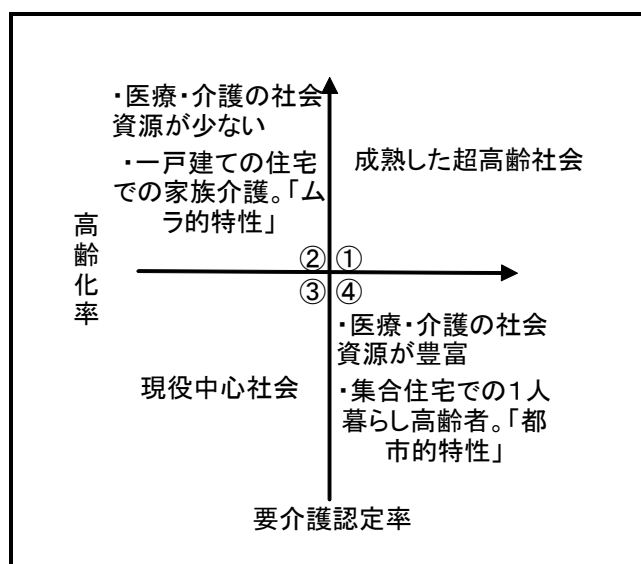 ・医療・介護の社会
資源が少ない
・一戸建ての住宅
での家族介護。「ム
ラ的特性」
成熟した超高齢社会
高齢化率
②
①
③
④
・医療・介護の社会
資源が豊富
・集合住宅での1人
暮らし高齢者。「都
市的特性」
現役中心社会
要介護認定率